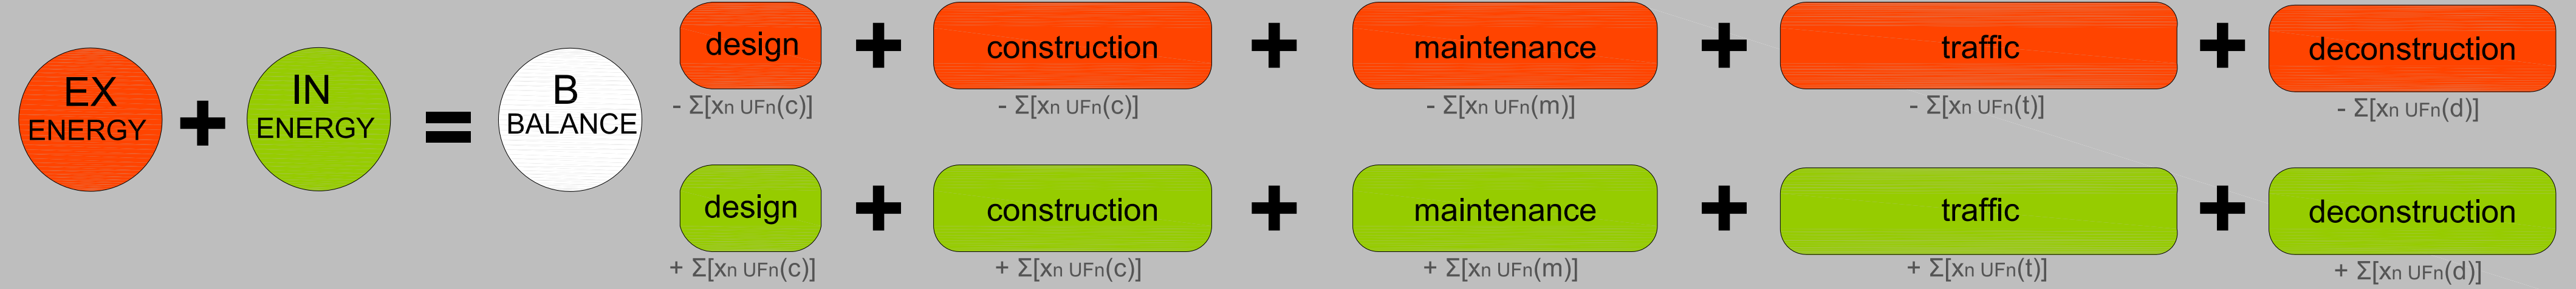 EX
ENERGY
+
IN
ENERGY
=
B
BALANCE
design + construction + maintenance + traffic + deconstruction
- Σ[xn UFn(c)] - Σ[xn UFn(c)] - Σ[xn UFn(m)] - Σ[xn UFn(t)] - Σ[xn UFn(d)]
design + construction + maintenance + traffic + deconstruction
+ Σ[xn UFn(c)] + Σ[xn UFn(c)] + Σ[xn UFn(m)] + Σ[xn UFn(t)] + Σ[xn UFn(d)]